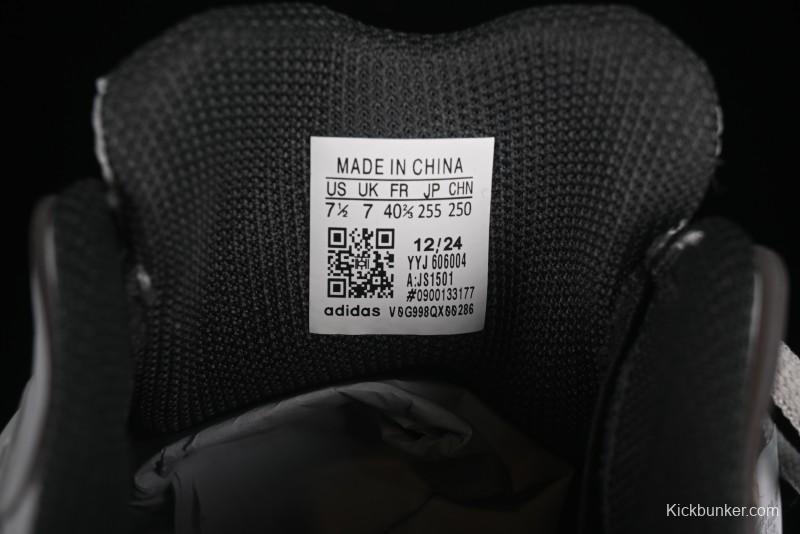 MADE IN CHINA
US UK FR JP CHN
7½ 7 40⅔ 255 250
12/24
YYJ 606004
A:JS1501
#0900133177
adidas V0G998QX00286
Kickbunker.com